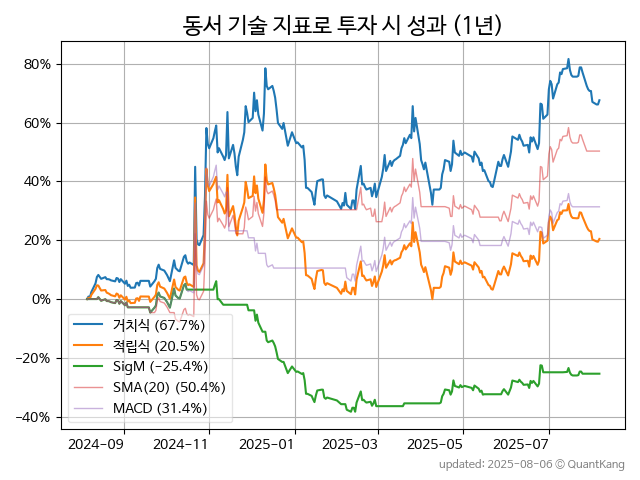 동서 기술 지표로 투자 시 성과 (1년)
80%
60%
40%
20%
0%
−20%
−40%
거치식 (67.7%)
적립식 (20.5%)
SigM (−25.4%)
SMA(20) (50.4%)
MACD (31.4%)
2024−09 2024−11 2025−01 2025−03 2025−05 2025−07
updated: 2025-08-06 © QuantKang